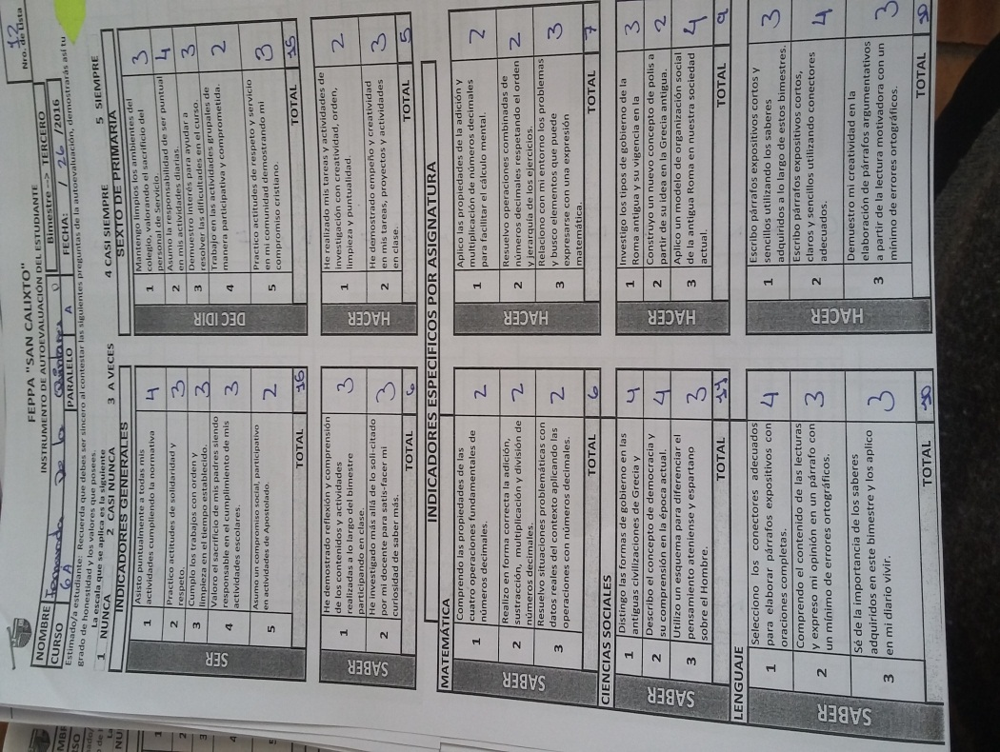 FEPPA "SAN CALIXTO"
INSTRUMENTO DE AUTOEVALUACIÓN DEL ESTUDIANTE
12
Nro. de Lista
NOMBRE Fernanda De la Quintana O
Bimestre --> TERCERO
CURSO 6 A PARALELO A FECHA: / 26 /2016
Estimado/a estudiante: Recuerda que debes ser sincero al contestar las siguientes preguntas de la autoevaluación, demostrarás así tu
grado de honestidad y los valores que posees.
La escala que se aplica es la siguiente
1 NUNCA 2 CASI NUNCA 3 A VECES 4 CASI SIEMPRE 5 SIEMPRE
INDICADORES GENERALES
SEXTO DE PRIMARIA
SER
1 Asisto puntualmente a todas mis
actividades cumpliendo la normativa 4
2 Practico actitudes de solidaridad y
respeto. 3
3 Cumplo los trabajos con orden y
limpieza en el tiempo establecido. 3
4 Valoro el sacrificio de mis padres siendo
responsable en el cumplimiento de mis
actividades escolares. 3
5 Asumo un compromiso social, participativo
en actividades de Apostolado. 2
TOTAL
DECIDIR
1 Mantengo limpios los ambientes del
colegio, valorando el sacrificio del
personal de Servicio. 3
2 Asumo la responsabilidad de ser puntual
en mis actividades diarias. 4
3 Demuestro interés para ayudar a
resolver las dificultades en el curso. 3
4 Trabajo en las actividades grupales de
manera participativa y comprometida. 2
5 Practico actitudes de respeto y servicio
en mi comunidad demostrando mi
compromiso cristiano. 3
TOTAL 15
SABER
1 He demostrado reflexión y comprensión
de los contenidos y actividades
realizadas a lo largo del bimestre
participando en clase. 3
2 He investigado más allá de lo soli-citado
por mi docente para satis-facer mi
curiosidad de saber más. 3
TOTAL 6
HACER
1 He realizado mis tareas y actividades de
investigación con creatividad, orden,
limpieza y puntualidad. 2
2 He demostrado empeño y creatividad
en mis tareas, proyectos y actividades
en clase. 3
TOTAL 5
INDICADORES ESPECIFICOS POR ASIGNATURA
MATEMÁTICA
SABER
1 Comprendo las propiedades de las
cuatro operaciones fundamentales de
números decimales. 2
2 Realizo en forma correcta la adición,
sustracción, multiplicación y división de
números decimales. 2
3 Resuelvo situaciones problemáticas con
datos reales del contexto aplicando las
operaciones con números decimales. 2
TOTAL 6
HACER
1 Aplico las propiedades de la adición y
multiplicación de números decimales
para facilitar el cálculo mental. 2
2 Resuelvo operaciones combinadas de
números decimales respetando el orden
y jerarquía de los ejercicios. 2
3 Relaciono con mi entorno los problemas
y busco elementos que puede
expresarse con una expresión
matemática. 3
TOTAL 7
CIENCIAS SOCIALES
SABER
1 Distingo las formas de gobierno en las
antiguas civilizaciones de Grecia y 4
2 Describo el concepto de democracia y
su comprensión en la época actual. 4
3 Utilizo un esquema para diferenciar el
pensamiento ateniense y espartano
sobre el Hombre. 3
TOTAL 11
HACER
1 Investigo los tipos de gobierno de la
Roma antigua y su vigencia en la 3
2 Construyo un nuevo concepto de polis a
partir de su idea en la Grecia antigua. 2
3 Aplico un modelo de organización social
de la antigua Roma en nuestra sociedad
actual. 4
TOTAL 9
LENGUAJE
SABER
1 Selecciono los conectores adecuados
para elaborar párrafos expositivos con
oraciones completas. 4
2 Comprendo el contenido de las lecturas
y expreso mi opinión en un párrafo con
un mínimo de errores ortográficos. 3
3 Sé de la importancia de los saberes
adquiridos en este bimestre y los aplico
en mi diario vivir. 3
TOTAL 10
HACER
1 Escribo párrafos expositivos cortos y
sencillos utilizando los saberes
adquiridos a lo largo de estos bimestres. 3
2 Escribo párrafos expositivos cortos,
claros y sencillos utilizando conectores
adecuados. 4
3 Demuestro mi creatividad en la
elaboración de párrafos argumentativos
a partir de la lectura motivadora con un
mínimo de errores ortográficos. 3
TOTAL 10